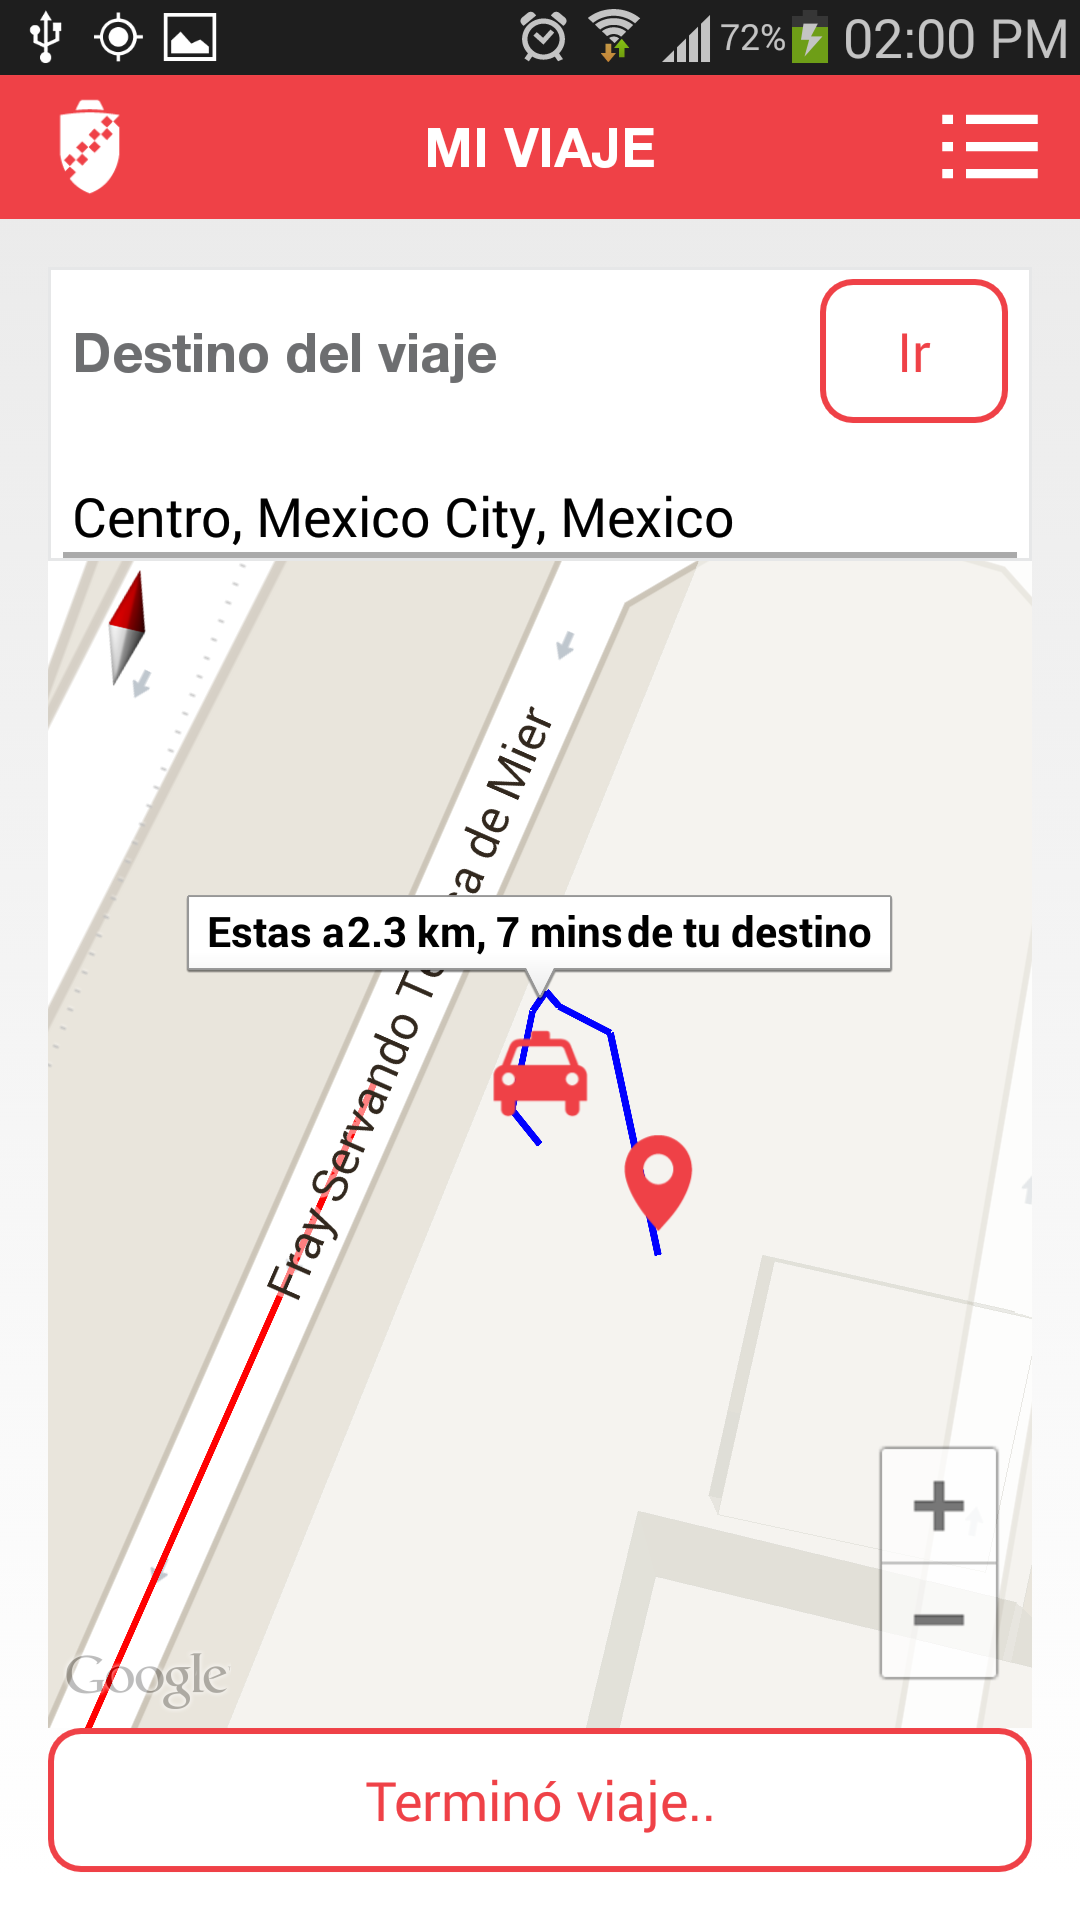 72% 02:00 PM
MI VIAJE
Destino del viaje
Ir
Centro, Mexico City, Mexico
Estas a2.3 km, 7 mins de tu destino
Fray Servando Te a de Mier
Google
Terminó viaje..